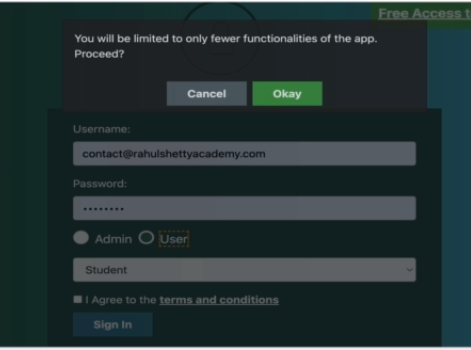 Free Access t
You will be limited to only fewer functionalities of the app.
Proceed?
Cancel Okay
Username:
contact@rahulshettyacademy.com
Password:
••••••••
Admin User
Student
I Agree to the terms and conditions
Sign In